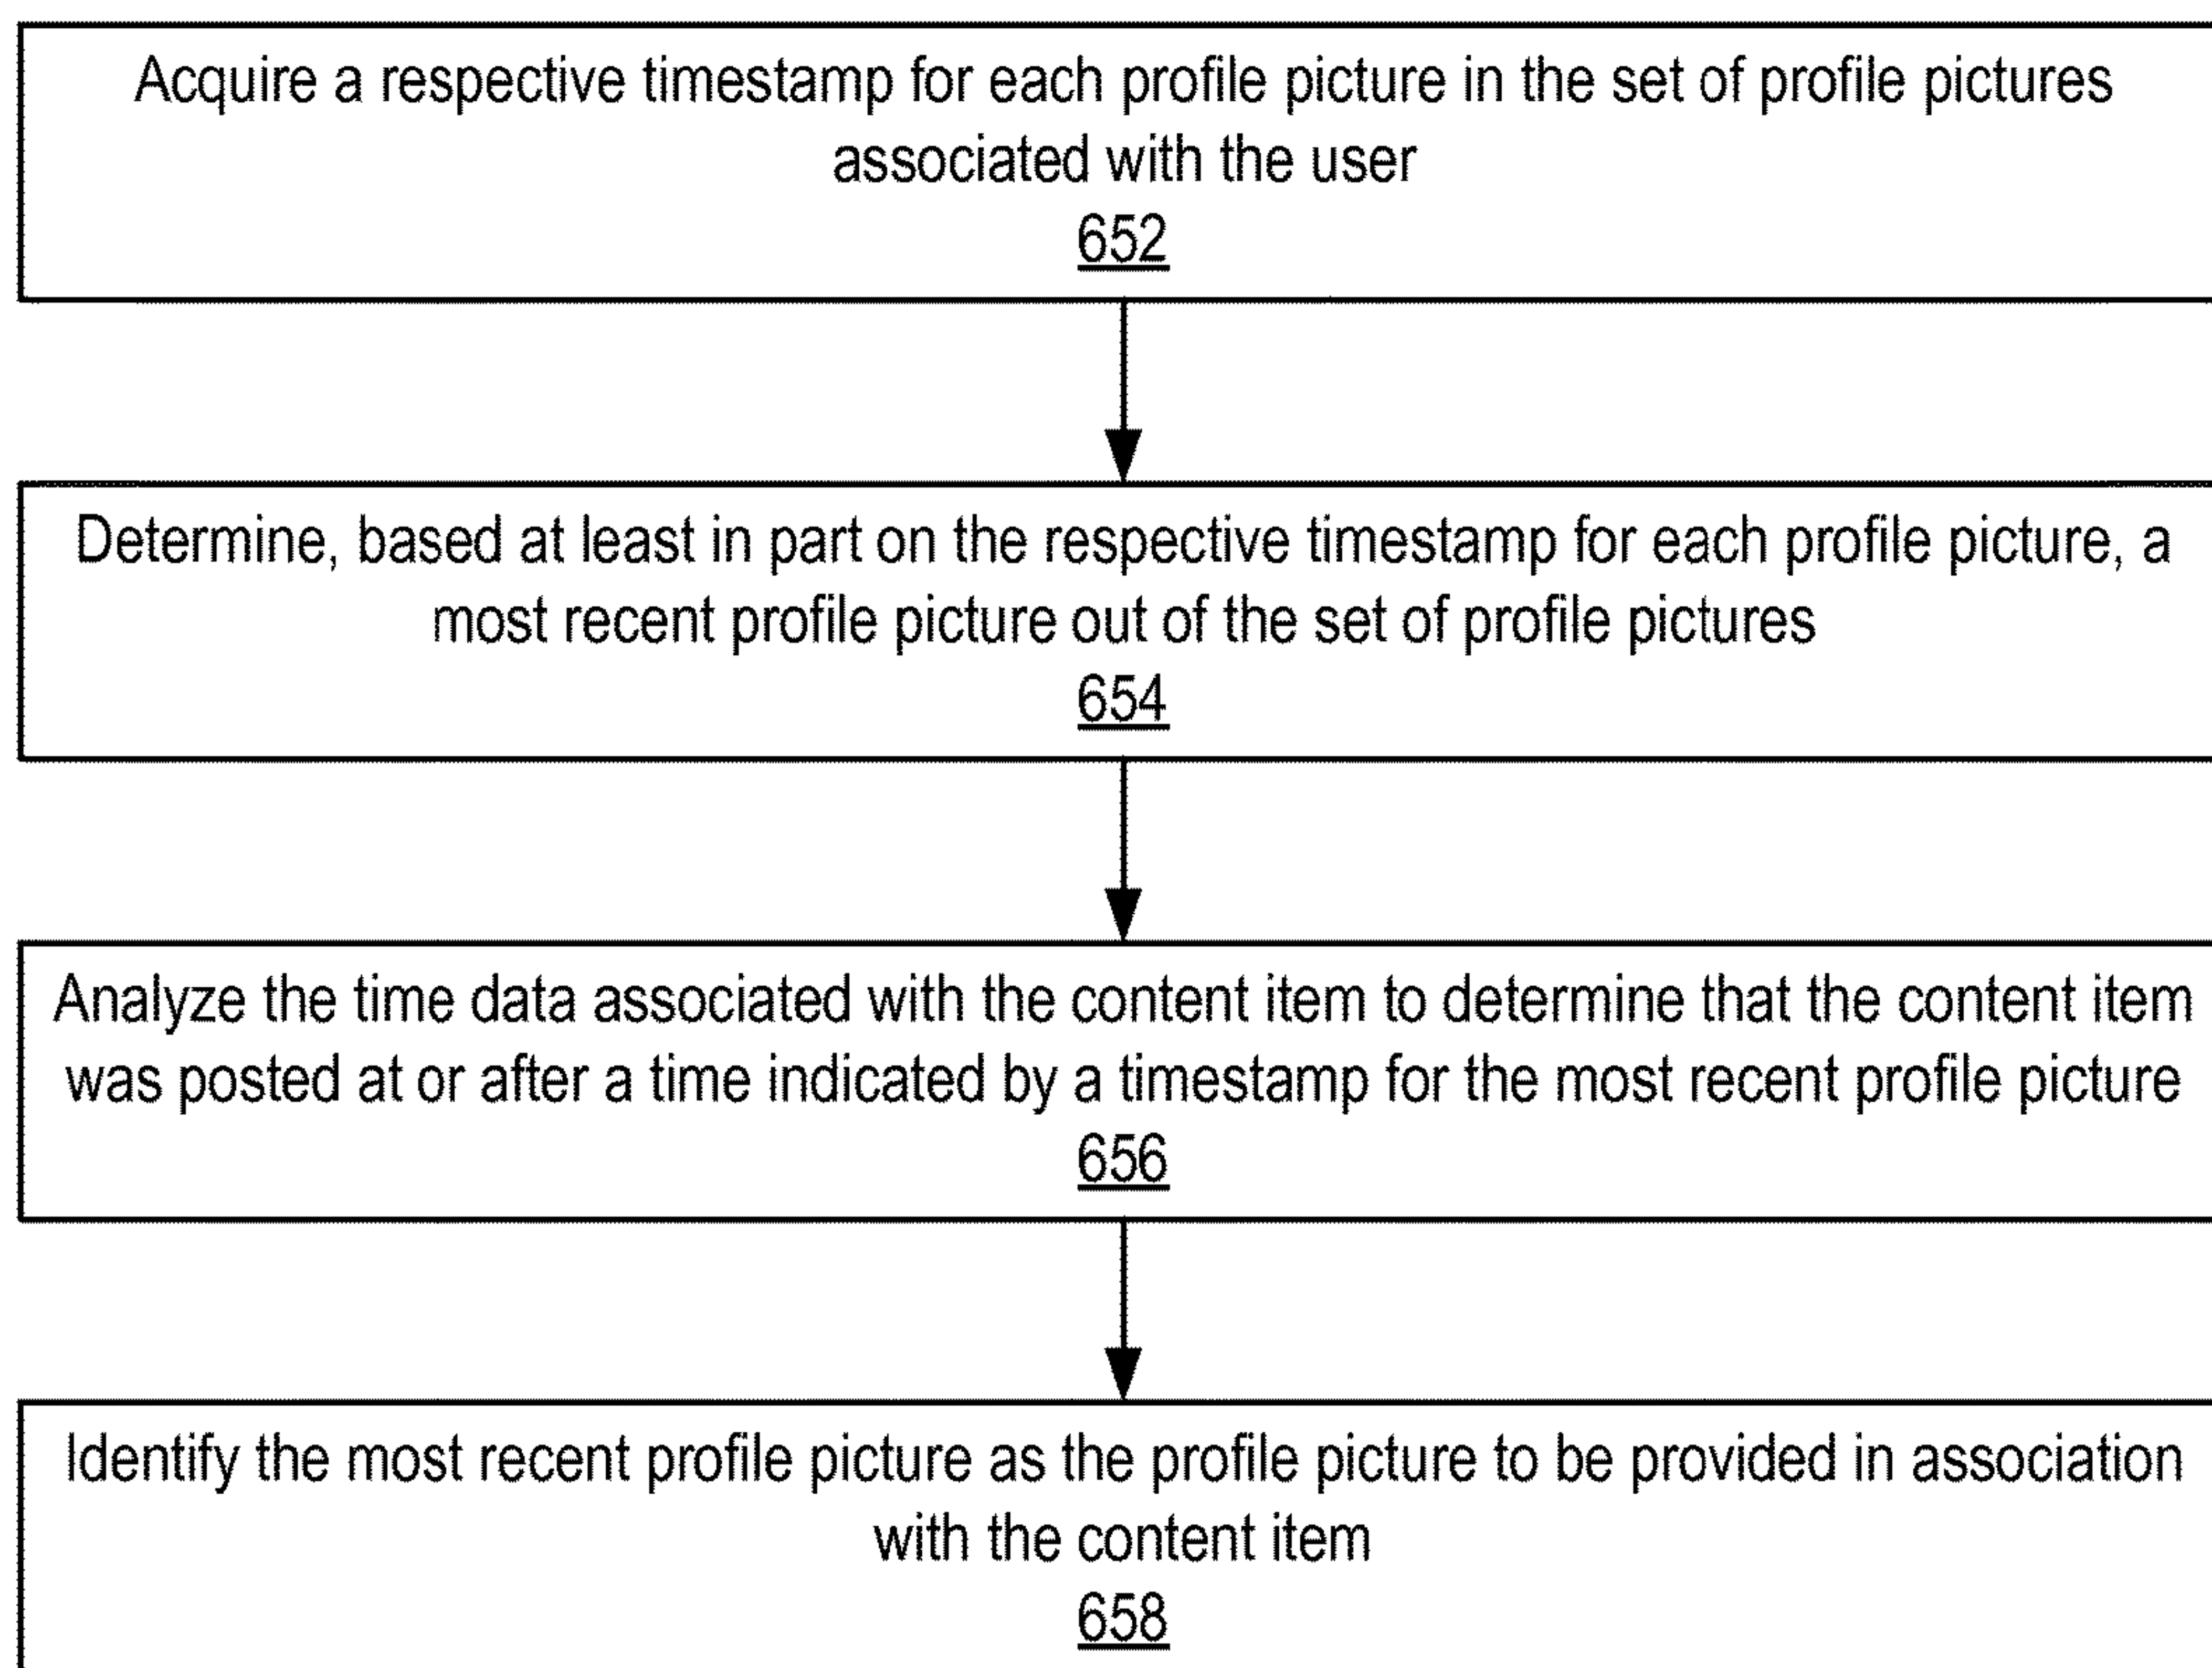 Acquire a respective timestamp for each profile picture in the set of profile pictures
associated with the user
652
Determine, based at least in part on the respective timestamp for each profile picture, a
most recent profile picture out of the set of profile pictures
654
Analyze the time data associated with the content item to determine that the content item
was posted at or after a time indicated by a timestamp for the most recent profile picture
656
Identify the most recent profile picture as the profile picture to be provided in association
with the content item
658